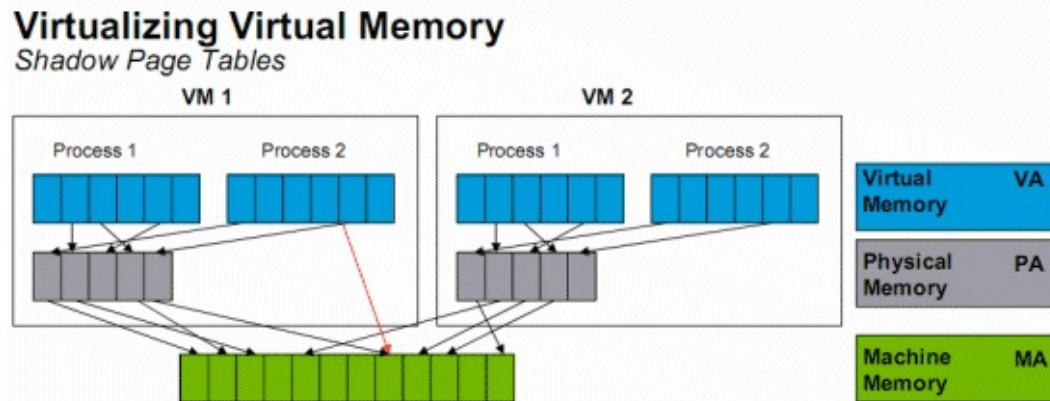 Virtualizing Virtual Memory
Shadow Page Tables
VM 1
VM 2
Process 1
Process 2
Process 1
Process 2
Virtual VA
Memory
Physical PA
Memory
Machine MA
Memory